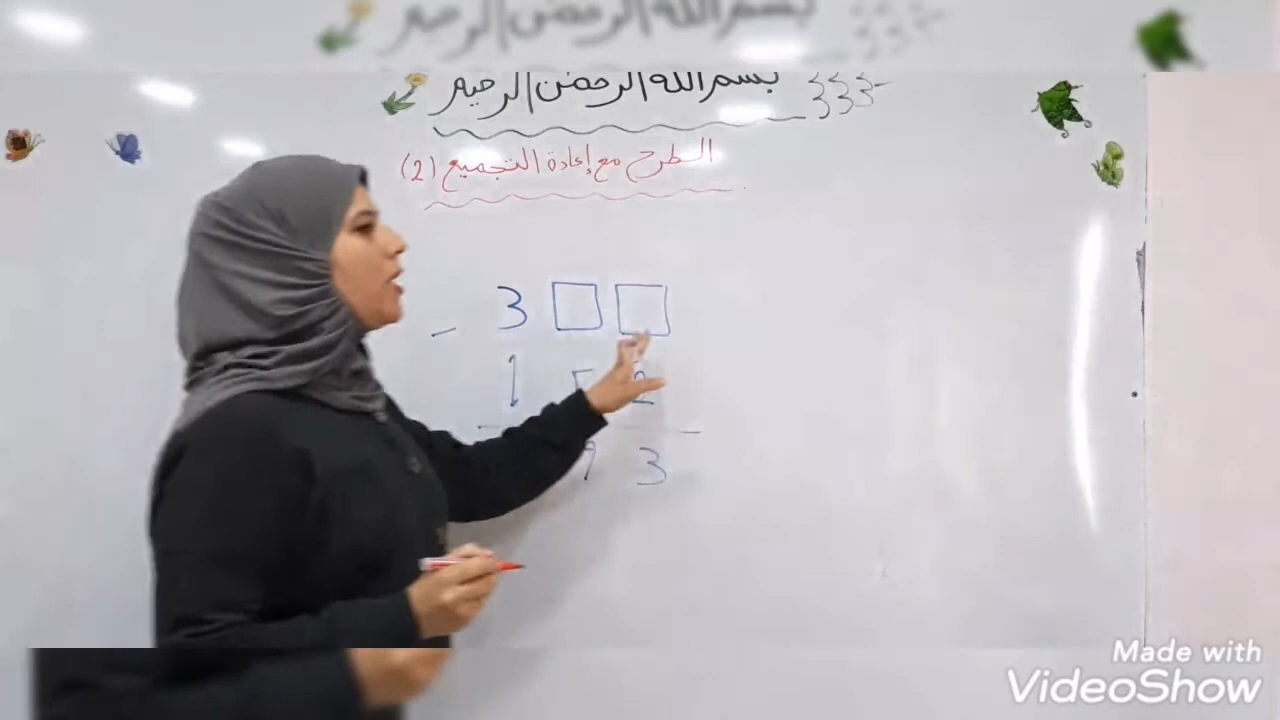 بسم الله الرحمن الرحيم
الطرح مع إعادة التجميع (2)
- 3 □ □
1 5 2
9 3
Made with
VideoShow